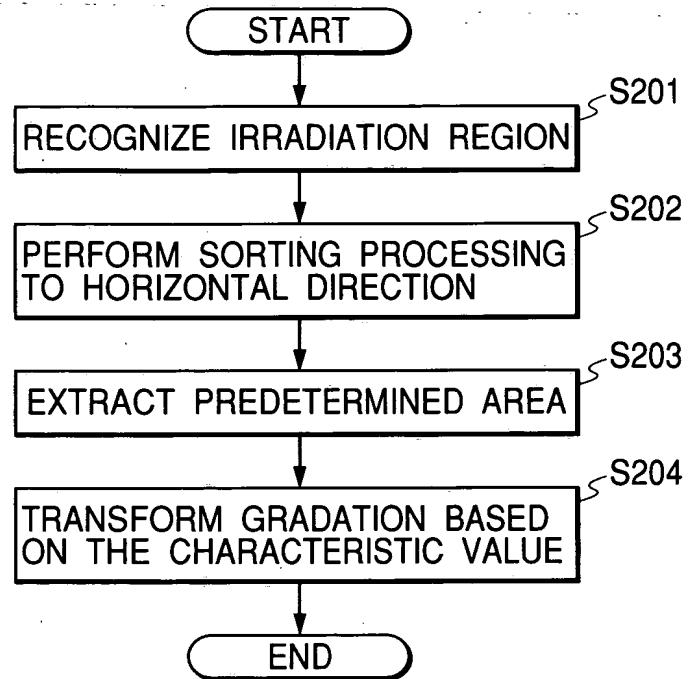 START
S201
RECOGNIZE IRRADIATION REGION
S202
PERFORM SORTING PROCESSING
TO HORIZONTAL DIRECTION
S203
EXTRACT PREDETERMINED AREA
S204
TRANSFORM GRADATION BASED
ON THE CHARACTERISTIC VALUE
END